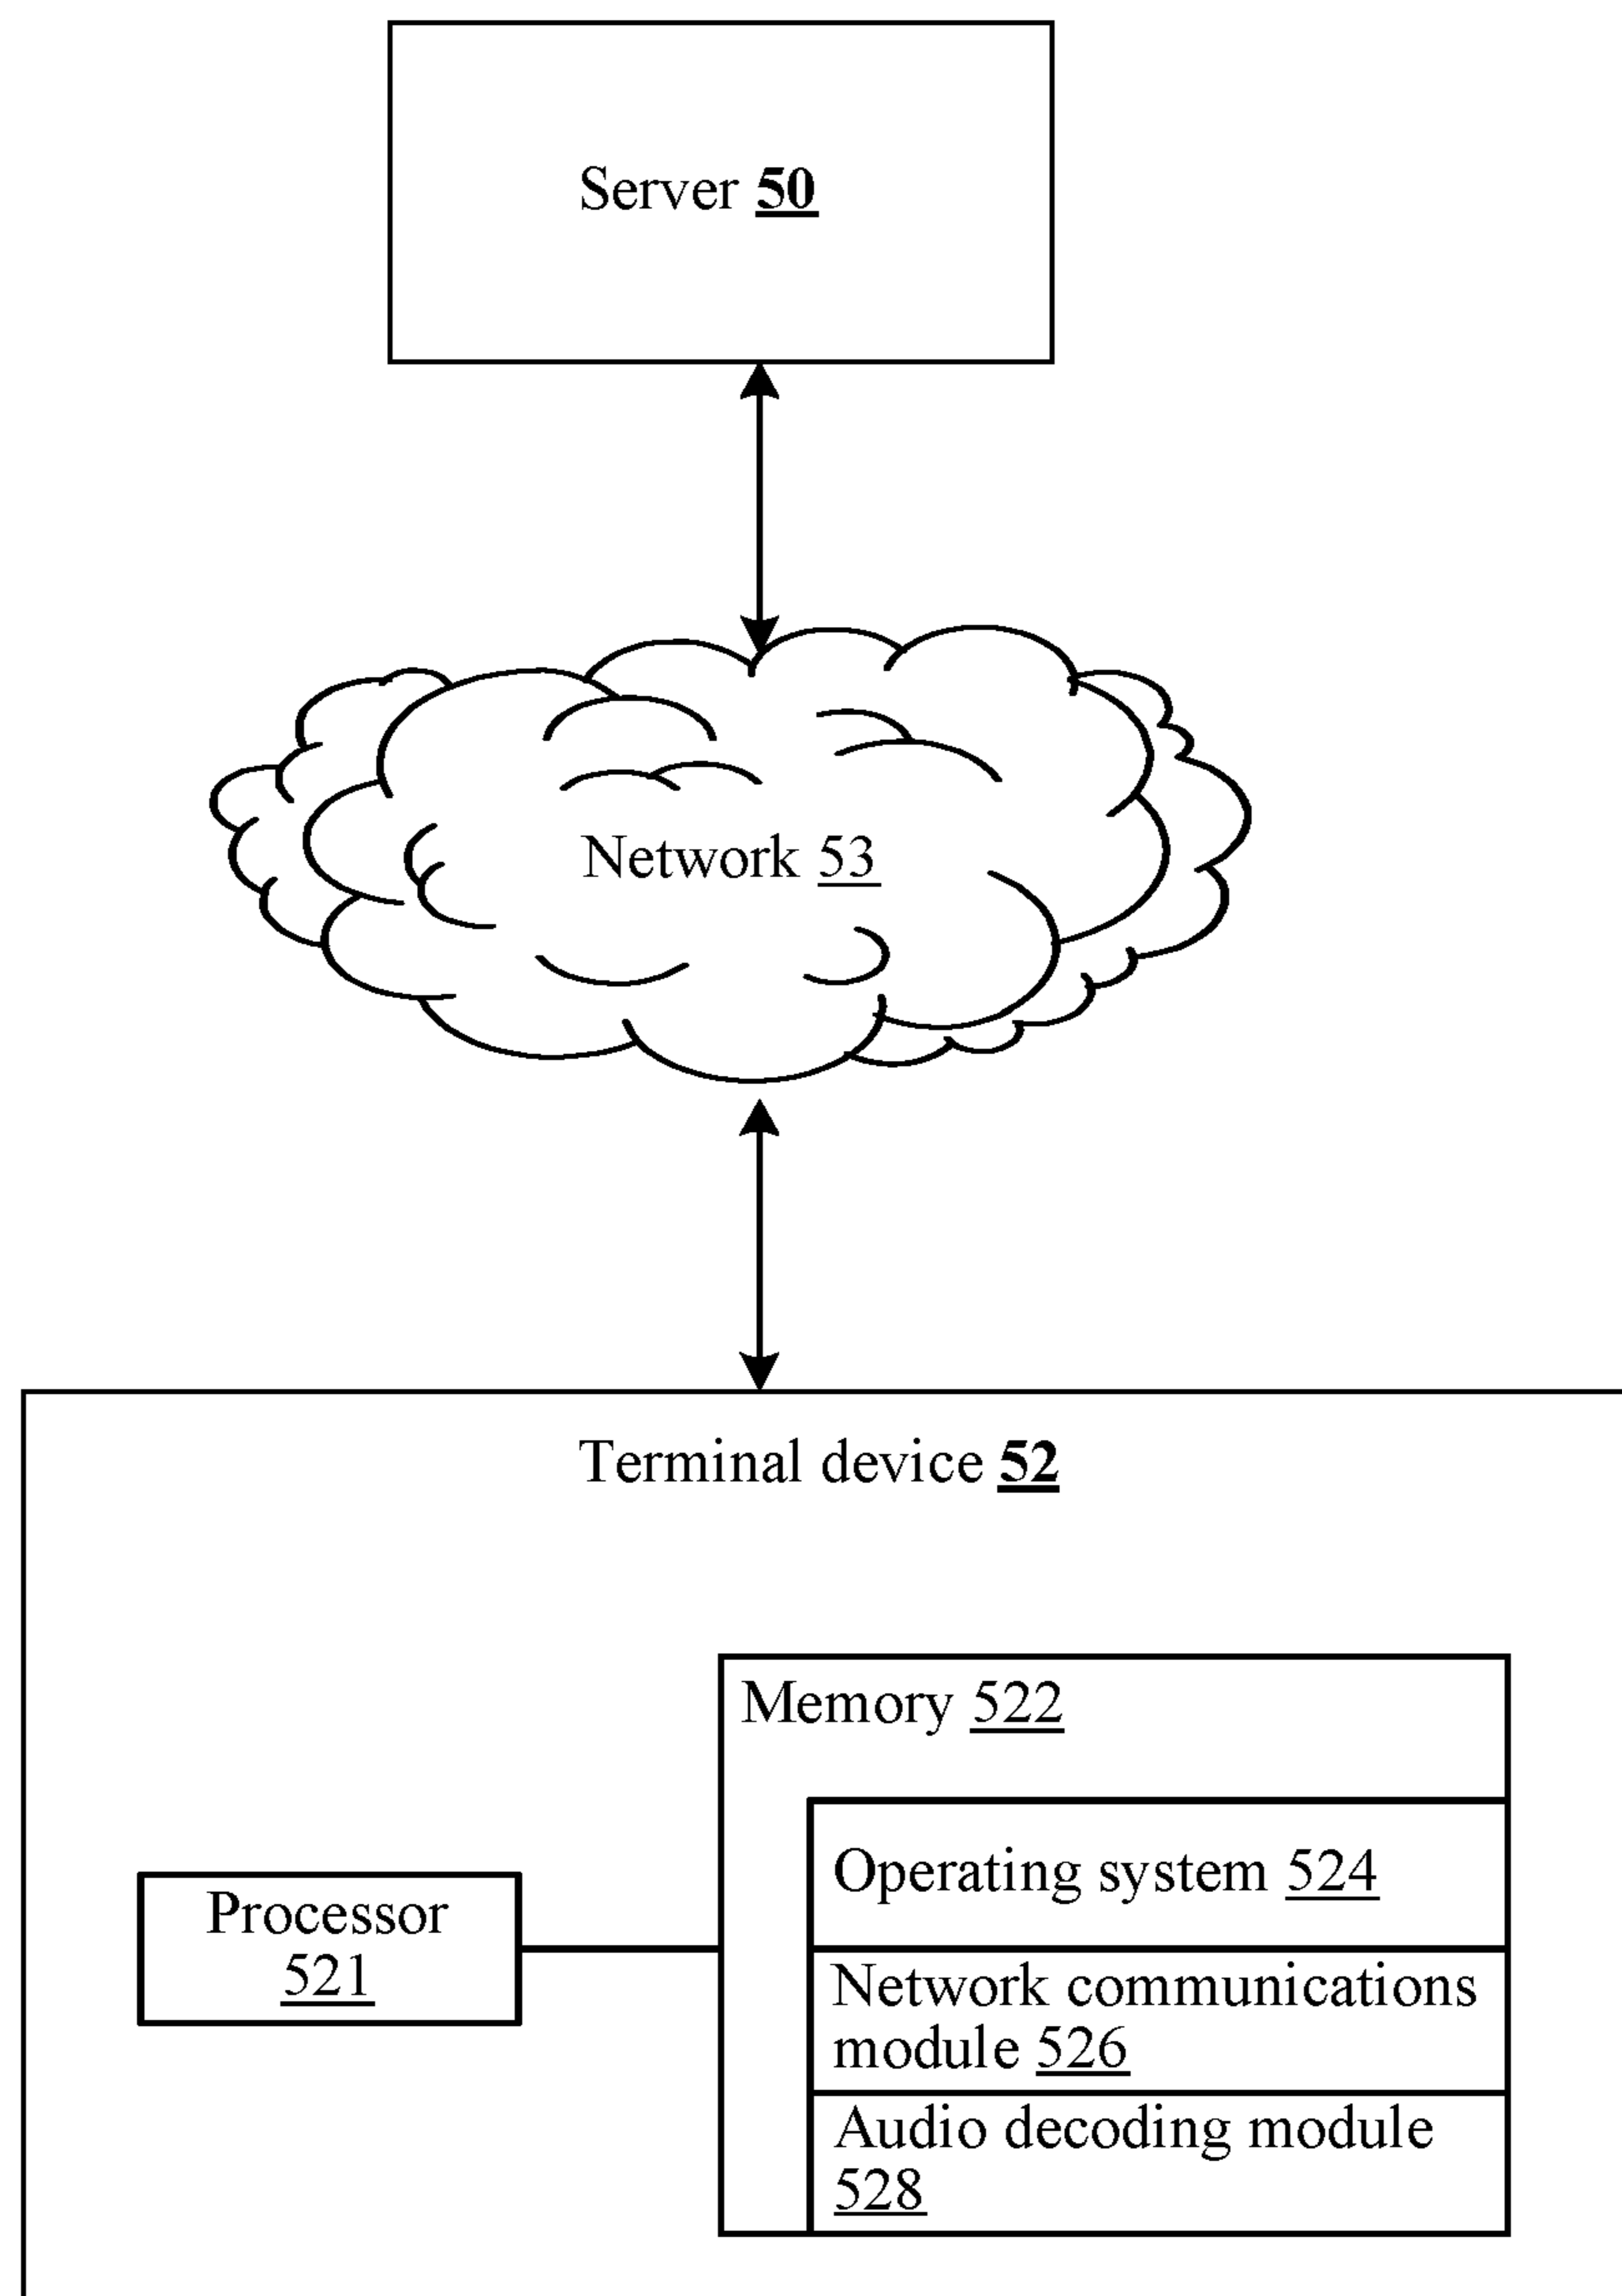 Server 50
Network 53
Terminal device 52
Memory 522
Operating system 524
Processor
521
Network communications
module 526
Audio decoding module
528